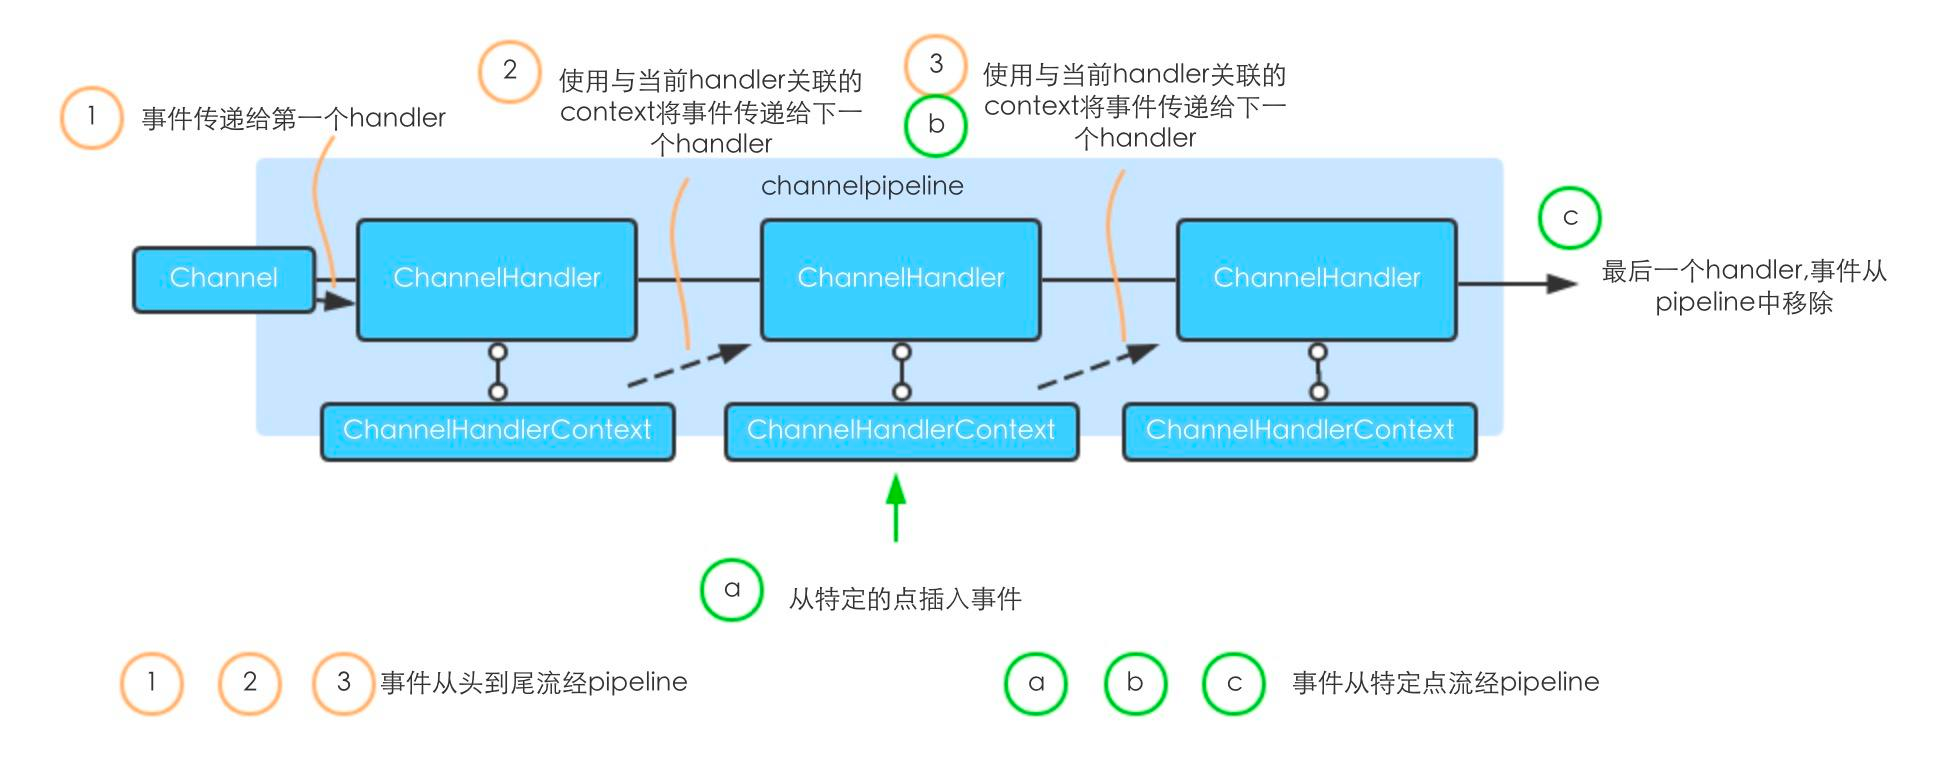 1
事件传递给第一个handler
2
使用与当前handler关联的
context将事件传递给下一
个handler
3
b
使用与当前handler关联的
context将事件传递给下一
个handler
channelpipeline
c
Channel
ChannelHandler
ChannelHandler
ChannelHandler
最后一个handler,事件从
pipeline中移除
ChannelHandlerContext
ChannelHandlerContext
ChannelHandlerContext
a
从特定的点插入事件
1 2 3 事件从头到尾流经pipeline
a b c 事件从特定点流经pipeline